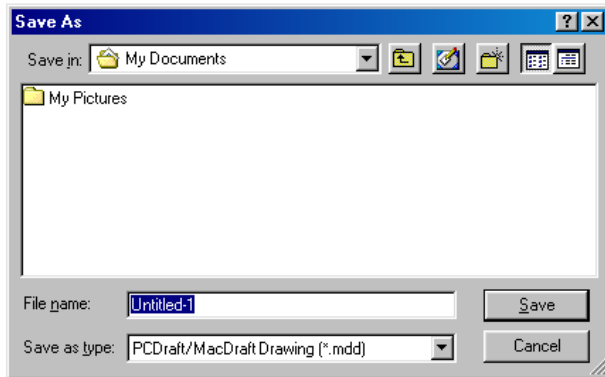 Save As
Save in: My Documents
My Pictures
File name: Untitled-1 Save
Save as type: PCDraft/MacDraft Drawing (*.mdd) Cancel